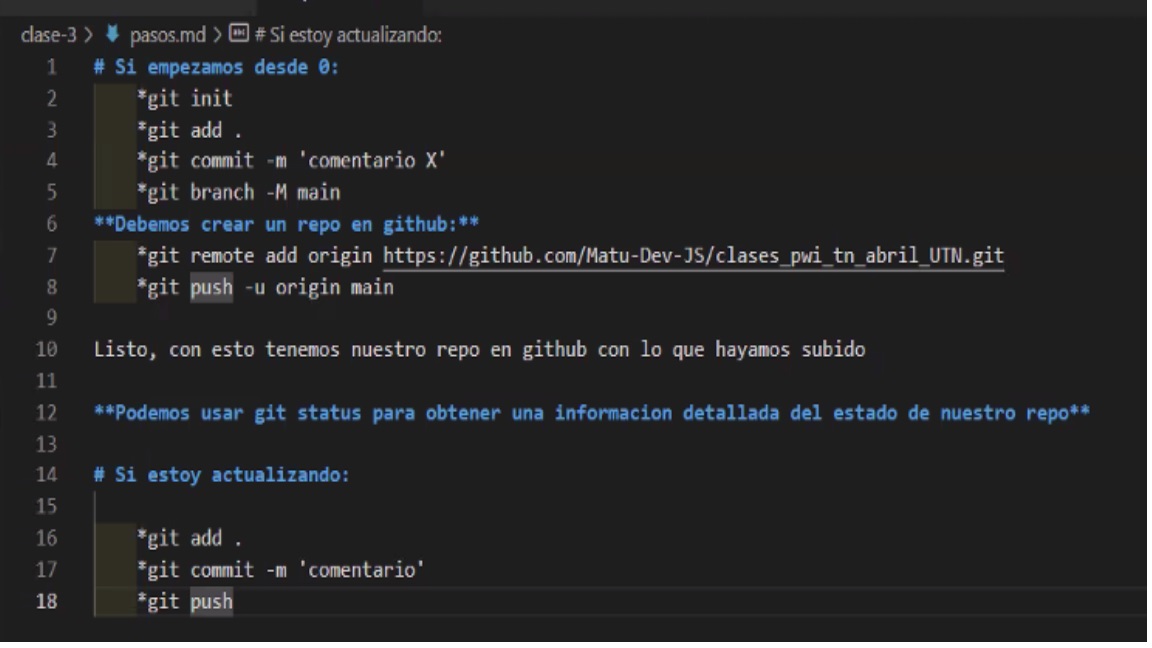 clase-3 > pasos.md > # Si estoy actualizando:
1 # Si empezamos desde 0:
2 *git init
3 *git add .
4 *git commit -m 'comentario X'
5 *git branch -M main
6 **Debemos crear un repo en github:**
7 *git remote add origin https://github.com/Matu-Dev-JS/clases_pwi_tn_abril_UTN.git
8 *git push -u origin main
9
10 Listo, con esto tenemos nuestro repo en github con lo que hayamos subido
11
12 **Podemos usar git status para obtener una informacion detallada del estado de nuestro repo**
13
14 # Si estoy actualizando:
15
16 *git add .
17 *git commit -m 'comentario'
18 *git push